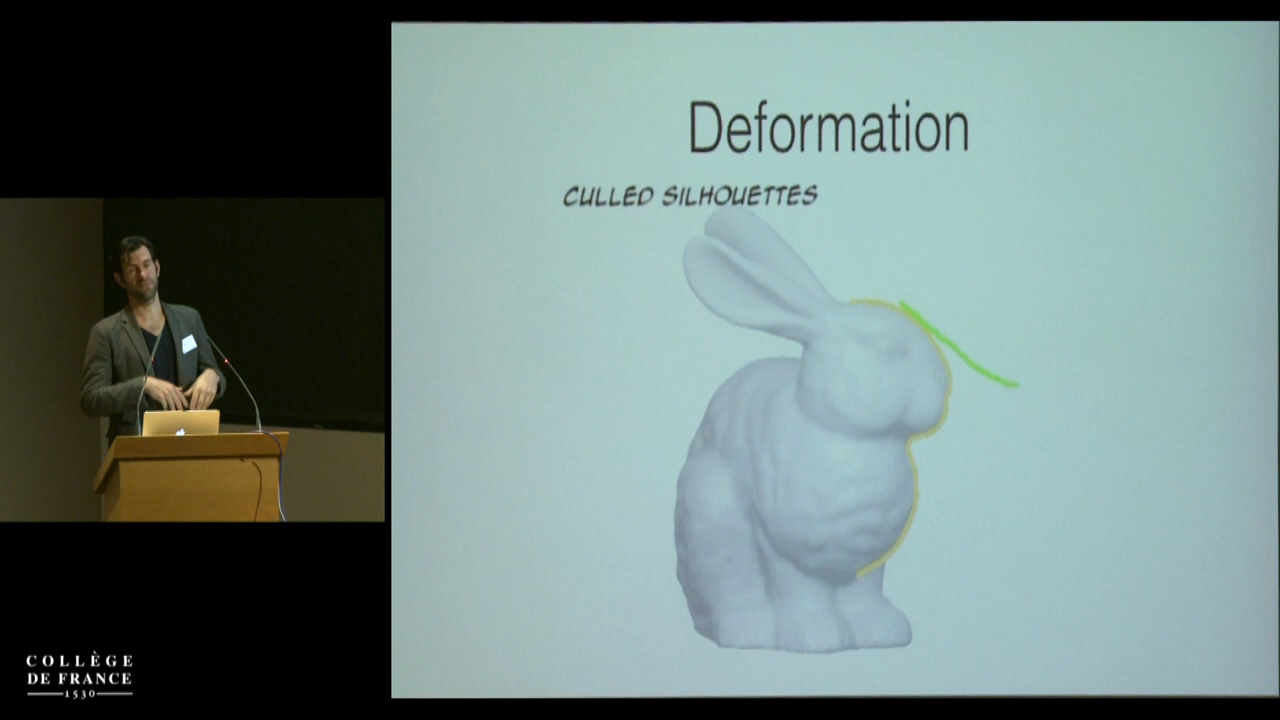 Deformation
CULLED SILHOUETTES
COLLÈGE
DE FRANCE
1530